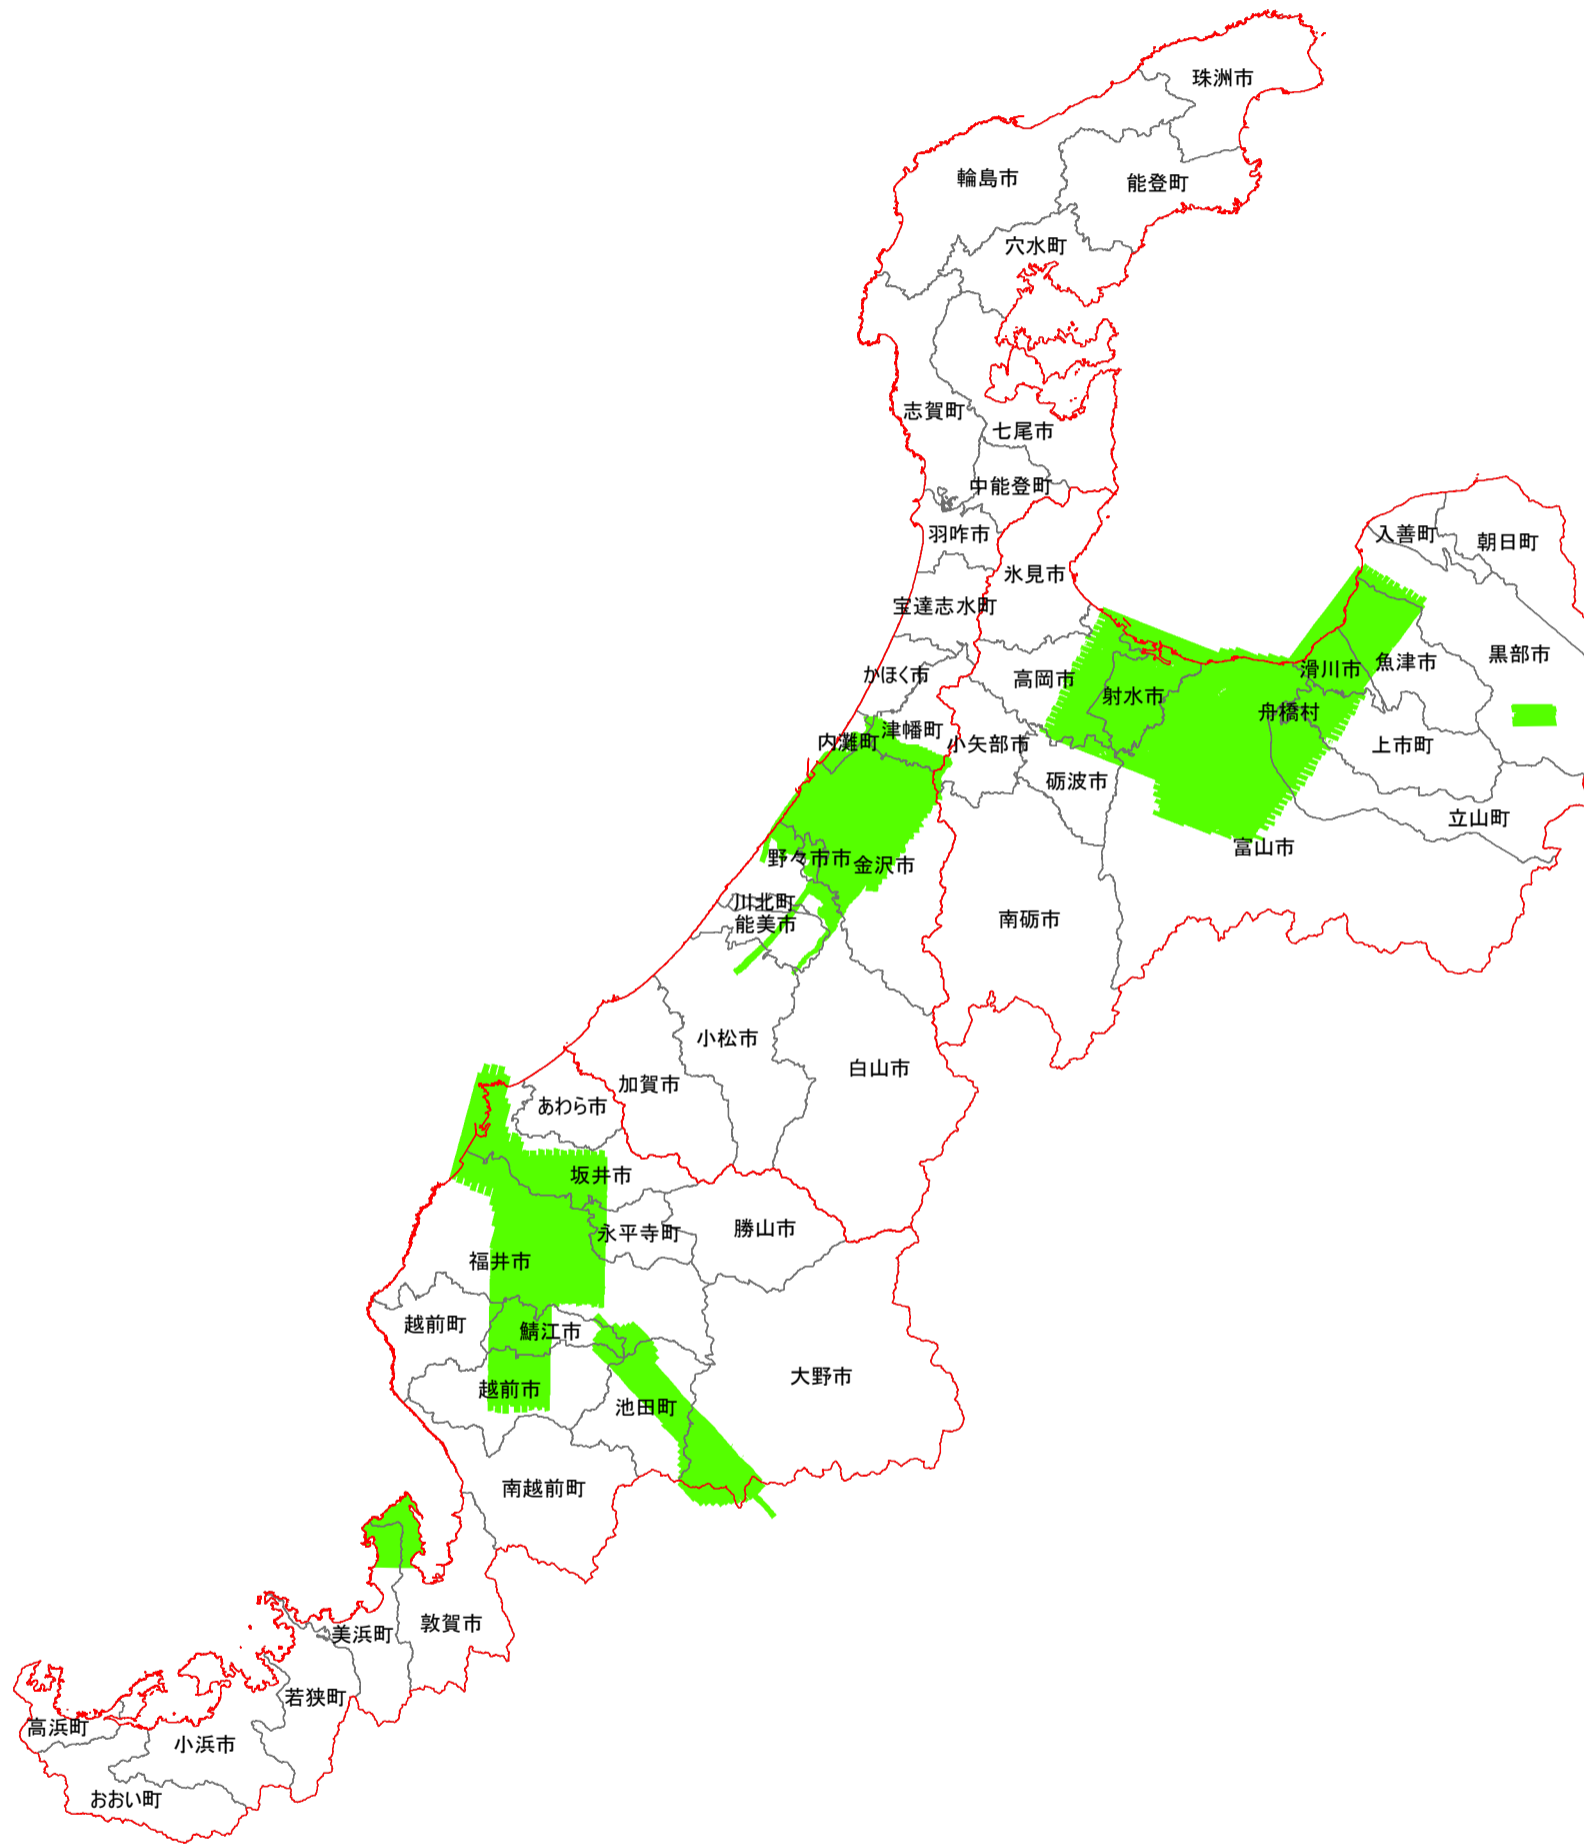 珠洲市
輪島市
能登町
穴水町
志賀町
七尾市
中能登町
羽咋市
入善町
朝日町
氷見市
宝達志水町
黒部市
魚津市
滑川市
かほく市
高岡市
射水市
舟橋村
津幡町
内灘町
小矢部市
上市町
砺波市
立山町
富山市
野々市市
金沢市
川北町
能美市
南砺市
小松市
白山市
加賀市
あわら市
坂井市
勝山市
永平寺町
福井市
越前町
鯖江市
大野市
越前市
池田町
南越前町
敦賀市
美浜町
若狭町
高浜町
小浜市
おおい町